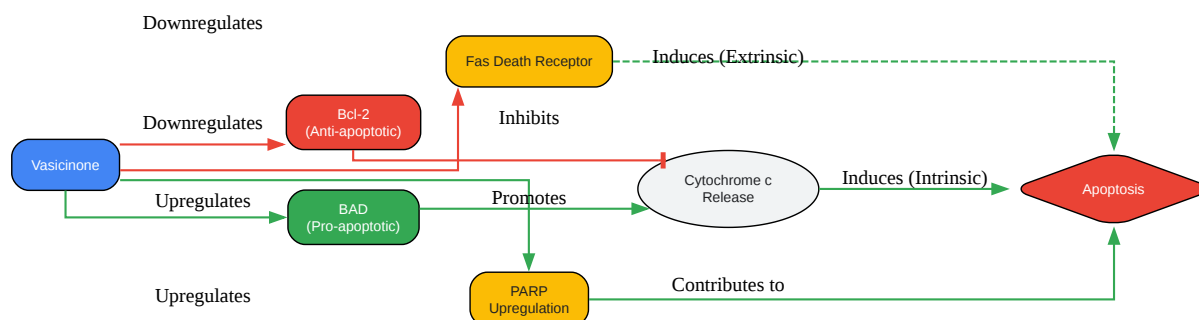 Downregulates
Fas Death Receptor
Induces (Extrinsic)
Bcl-2
(Anti-apoptotic)
Downregulates
Inhibits
Vasicinone
Cytochrome c
Release
Induces (Intrinsic)
Apoptosis
Upregulates
BAD
(Pro-apoptotic)
Promotes
Upregulates
PARP
Upregulation
Contributes to